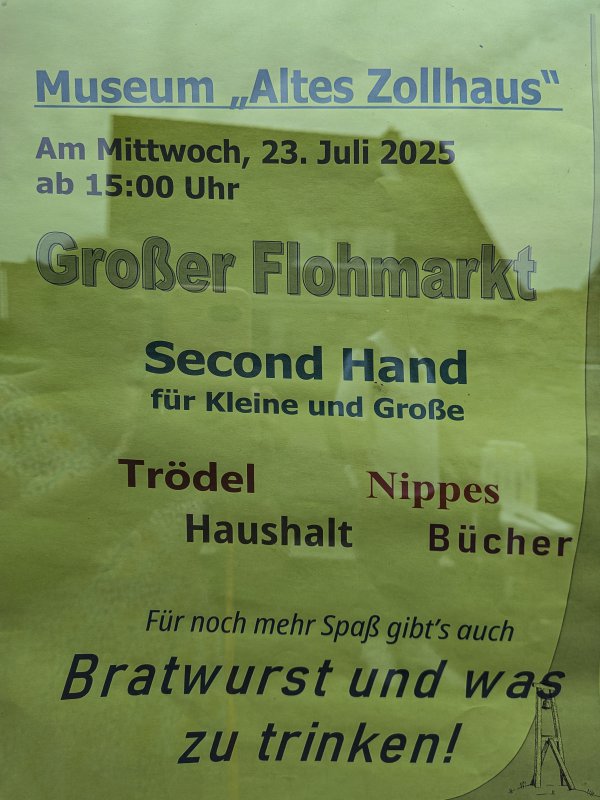 Museum „Altes Zollhaus“
Am Mittwoch, 23. Juli 2025
ab 15:00 Uhr
Großer Flohmarkt
Second Hand
für Kleine und Große
Trödel Nippes
Haushalt Bücher
Für noch mehr Spaß gibt's auch
Bratwurst und was
zu trinken!